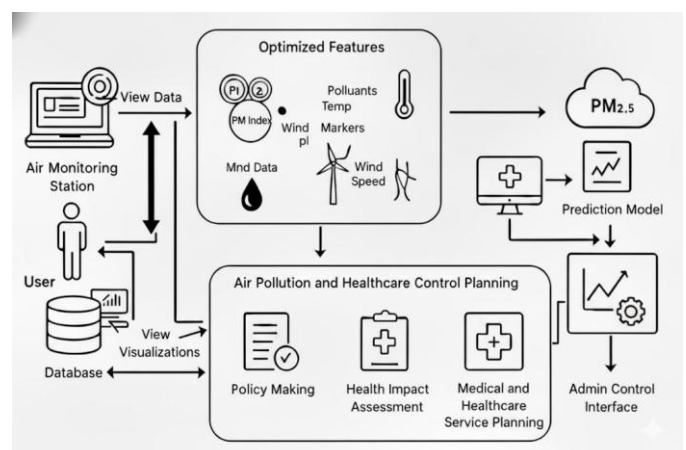 Optimized Features
View Data
P1
2
PM Index
Polluants
Temp
Wind
pl
Markers
Mnd Data
Wind
Speed
PM2.5
Air Monitoring
Station
Prediction Model
User
Air Pollution and Healthcare Control Planning
View
Visualizations
Database
Policy Making
Health Impact
Assessment
Medical and
Healthcare
Service Planning
Admin Control
Interface